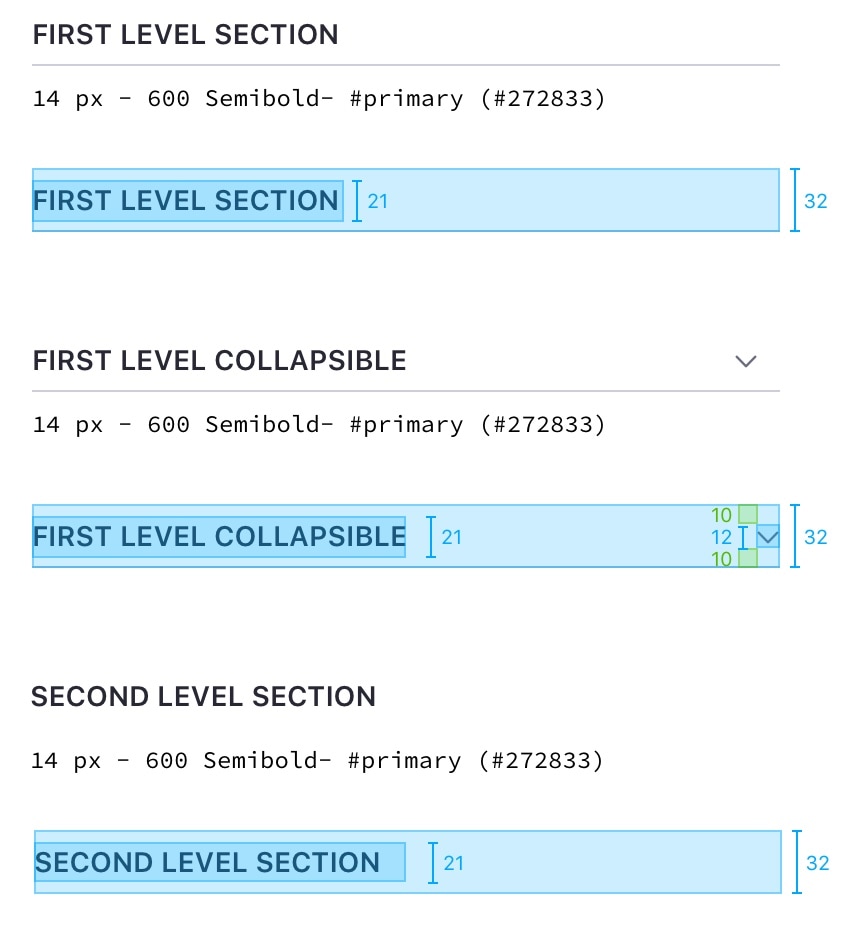 FIRST LEVEL SECTION
14 px - 600 Semibold- #primary (#272833)
FIRST LEVEL SECTION 21 32
FIRST LEVEL COLLAPSIBLE
14 px - 600 Semibold- #primary (#272833)
10
FIRST LEVEL COLLAPSIBLE 21 12 32
10
SECOND LEVEL SECTION
14 px - 600 Semibold- #primary (#272833)
SECOND LEVEL SECTION 21 32